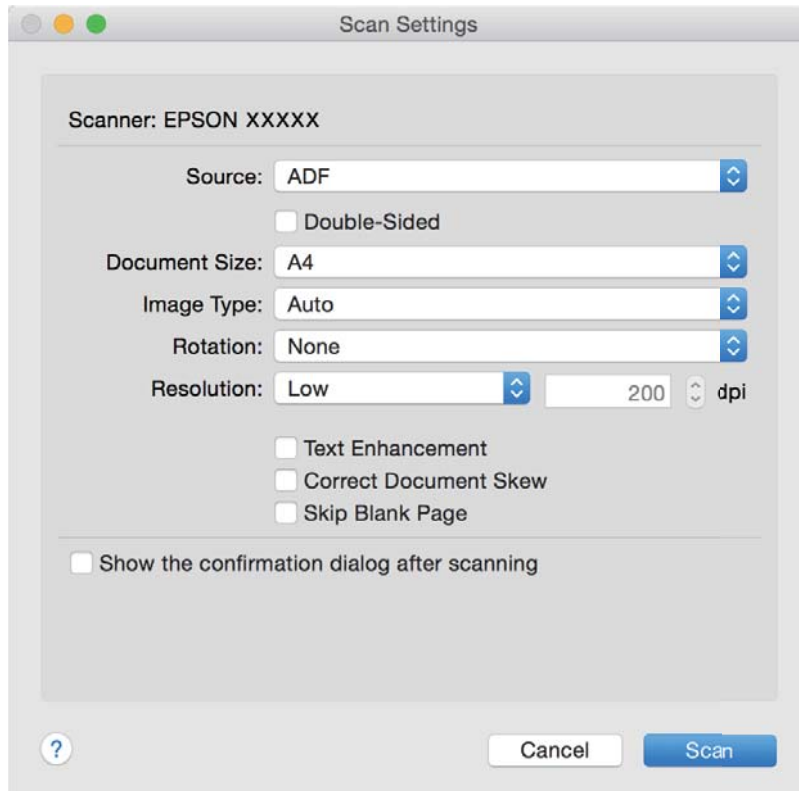 Scan Settings
Scanner: EPSON XXXXX
Source: ADF
Double-Sided
Document Size: A4
Image Type: Auto
Rotation: None
Resolution: Low 200 dpi
Text Enhancement
Correct Document Skew
Skip Blank Page
Show the confirmation dialog after scanning
? Cancel Scan